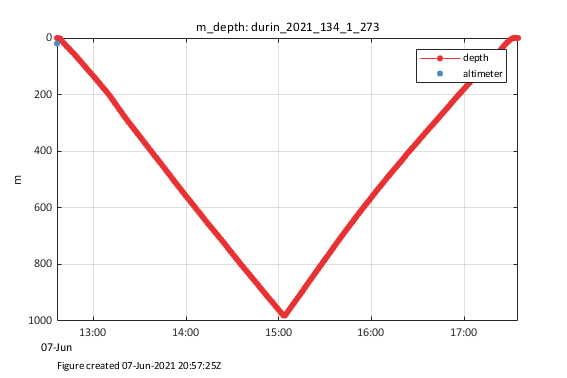 m_depth: durin_2021_134_1_273
0
200
400
600
800
1000
m
depth
altimeter
13:00 14:00 15:00 16:00 17:00
07-Jun
Figure created 07-Jun-2021 20:57:25Z